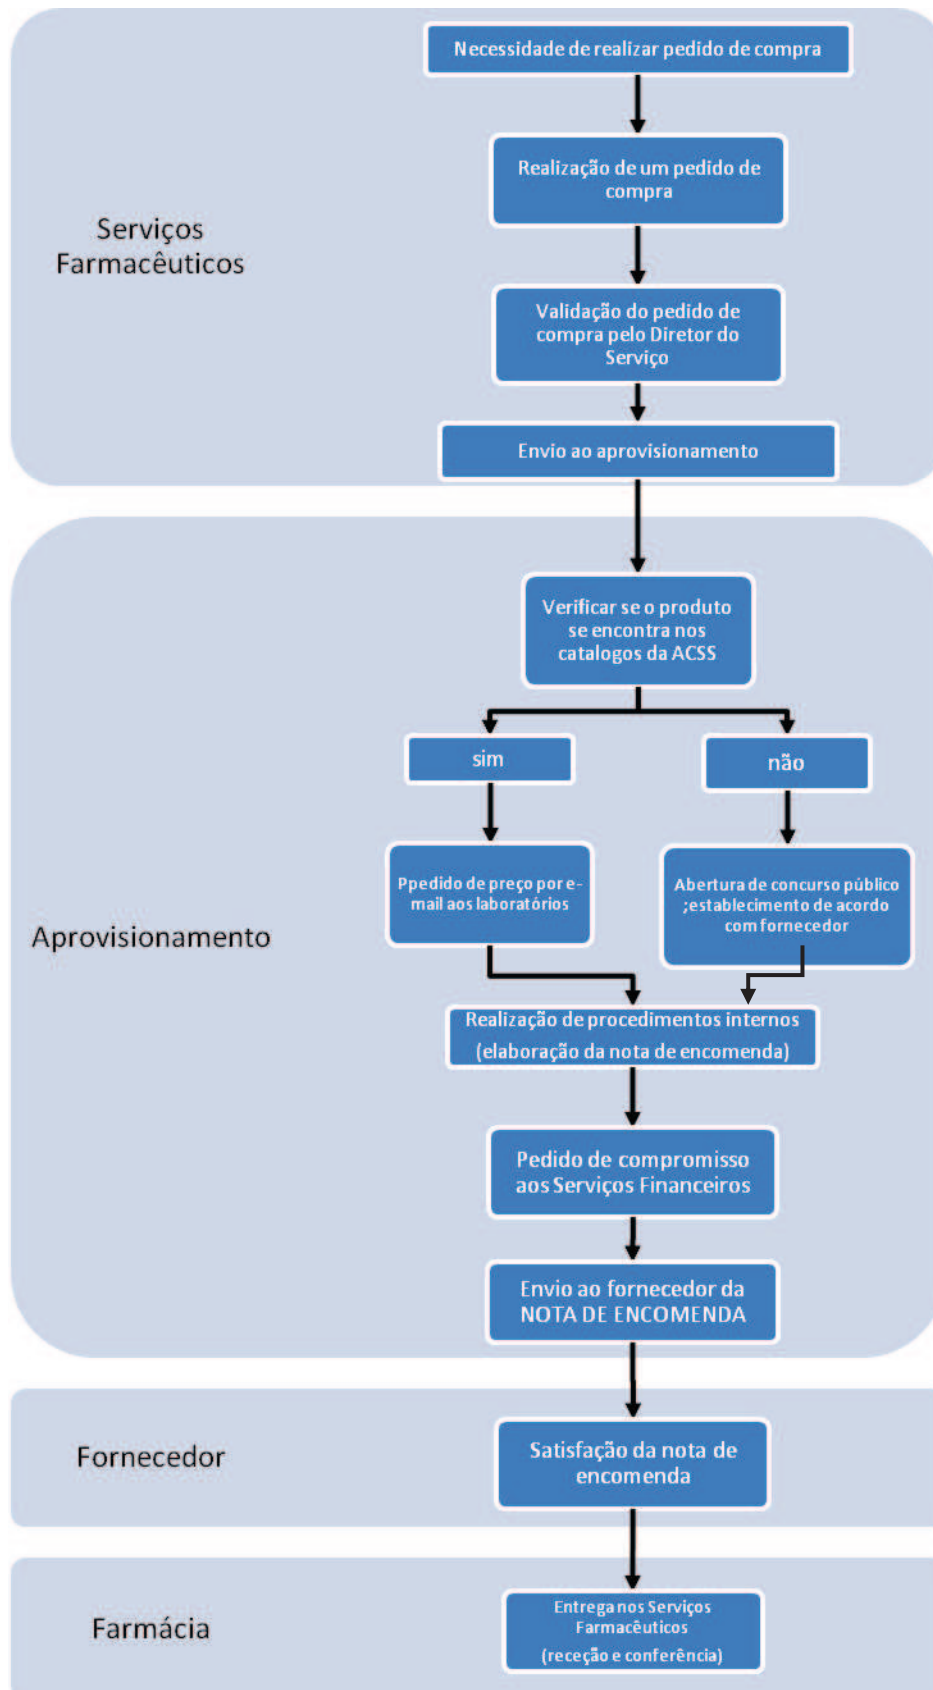 Necessidade de realizar pedido de compra
Realização de um pedido de
compra
Serviços
Farmacêuticos
Validação do pedido de
compra pelo Diretor do
Serviço
Envio ao aprovisionamento
Verificar se o produto
se encontra nos
catalogos da ACSS
sim
não
Ppedido de preço por e-
mail aos laboratórios
Abertura de concurso público
;establecimento de acordo
com fornecedor
Aprovisionamento
Realização de procedimentos internos
(elaboração da nota de encomenda)
Pedido de compromisso
aos Serviços Financeiros
Envio ao fornecedor da
NOTA DE ENCOMENDA
Fornecedor
Satisfação da nota de
encomenda
Farmácia
Entrega nos Serviços
Farmacêuticos
(receção e conferência)